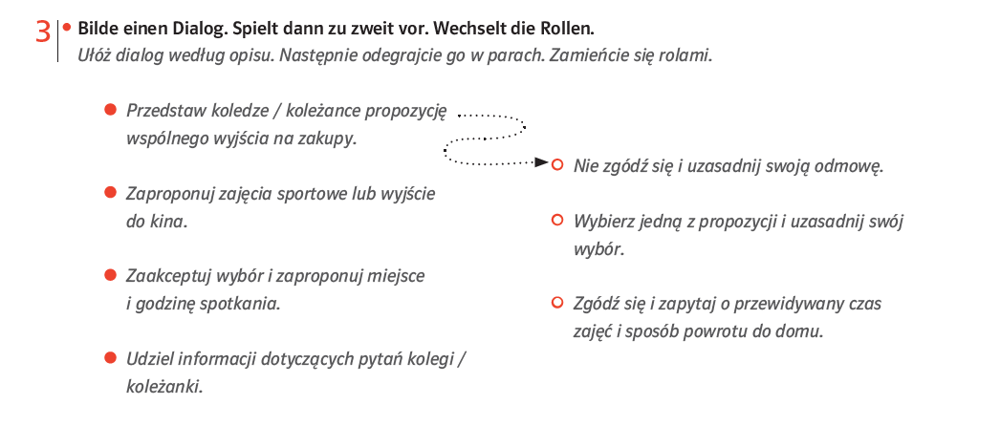 3 Bilde einen Dialog. Spielt dann zu zweit vor. Wechselt die Rollen.
Ułóż dialog według opisu. Następnie odegrajcie go w parach. Zamieńcie się rolami.
Przedstaw koledze / koleżance propozycję
wspólnego wyjścia na zakupy.
Nie zgódź się i uzasadnij swoją odmowę.
Zaproponuj zajęcia sportowe lub wyjście
do kina.
Wybierz jedną z propozycji i uzasadnij swój
wybór.
Zaakceptuj wybór i zaproponuj miejsce
i godzinę spotkania.
Zgódź się i zapytaj o przewidywany czas
zajęć i sposób powrotu do domu.
Udziel informacji dotyczących pytań kolegi /
koleżanki.